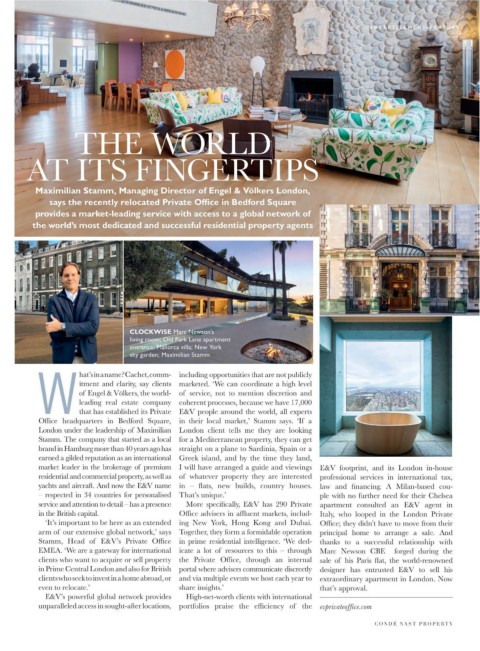 THE WORLD
AT ITS FINGERTIPS
Maximilian Stamm, Managing Director of Engel & Völkers London,
says the recently relocated Private Office in Bedford Square
provides a market-leading service with access to a global network of
the world's most dedicated and successful residential property agents
CLOCKWISE Marc Newson's
living room; Old Park Lane apartment
entrance; Mallorca villa; New York
sky garden; Maximilian Stamm
What's in a name? Cachet, comm-
itment and clarity, say clients
of Engel & Völkers, the world-
leading real estate company
that has established its Private
Office headquarters in Bedford Square,
London under the leadership of Maximilian
Stamm. The company that started as a local
brand in Hamburg more than 40 years ago has
earned a gilded reputation as an international
market leader in the brokerage of premium
residential and commercial property, as well as
yachts and aircraft. And now the E&V name
– respected in 34 countries for personalised
service and attention to detail – has a presence
in the British capital.
'It's important to be here as an extended
arm of our extensive global network,' says
Stamm, Head of E&V's Private Office
EMEA. 'We are a gateway for international
clients who want to acquire or sell property
in Prime Central London and also for British
clients who seek to invest in a home abroad, or
even to relocate.'
E&V's powerful global network provides
unparalleled access in sought-after locations,
including opportunities that are not publicly
marketed. 'We can coordinate a high level
of service, not to mention discretion and
coherent processes, because we have 17,000
E&V people around the world, all experts
in their local market,' Stamm says. 'If a
London client tells me they are looking
for a Mediterranean property, they can get
straight on a plane to Sardinia, Spain or a
Greek island, and by the time they land,
I will have arranged a guide and viewings
of whatever property they are interested
in – flats, new builds, country houses.
That's unique.'
More specifically, E&V has 290 Private
Office advisers in affluent markets, includ-
ing New York, Hong Kong and Dubai.
Together, they form a formidable operation
in prime residential intelligence. 'We ded-
icate a lot of resources to this – through
the Private Office, through an internal
portal where advisers communicate discreetly
and via multiple events we host each year to
share insights.'
High-net-worth clients with international
portfolios praise the efficiency of the
E&V footprint, and its London in-house
professional services in international tax,
law and financing. A Milan-based cou-
ple with no further need for their Chelsea
apartment consulted an E&V agent in
Italy, who looped in the London Private
Office; they didn't have to move from their
principal home to arrange a sale. And
thanks to a successful relationship with
Marc Newson CBE forged during the
sale of his Paris flat, the world-renowned
designer has entrusted E&V to sell his
extraordinary apartment in London. Now
that's approval.
evprivateoffice.com
CONDÉ NAST PROPERTY